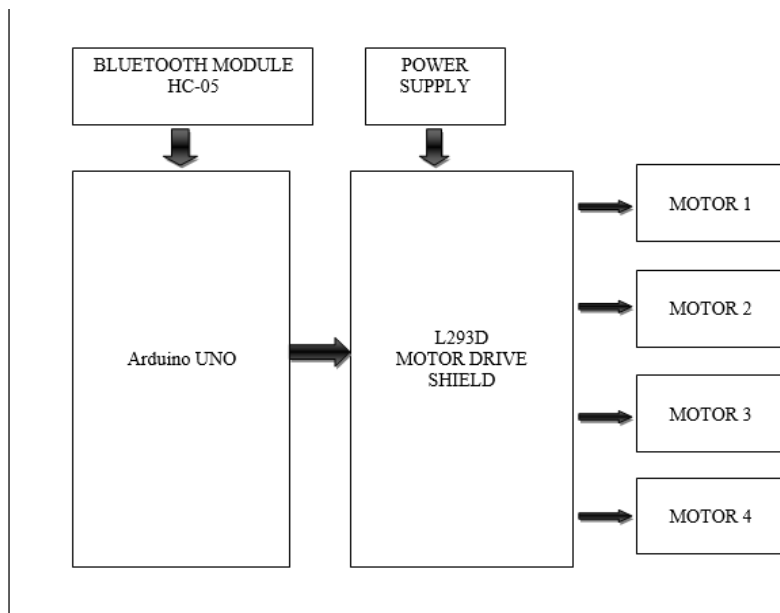 BLUETOOTH MODULE
HC-05
POWER
SUPPLY
MOTOR 1
MOTOR 2
Arduino UNO
L293D
MOTOR DRIVE
SHIELD
MOTOR 3
MOTOR 4